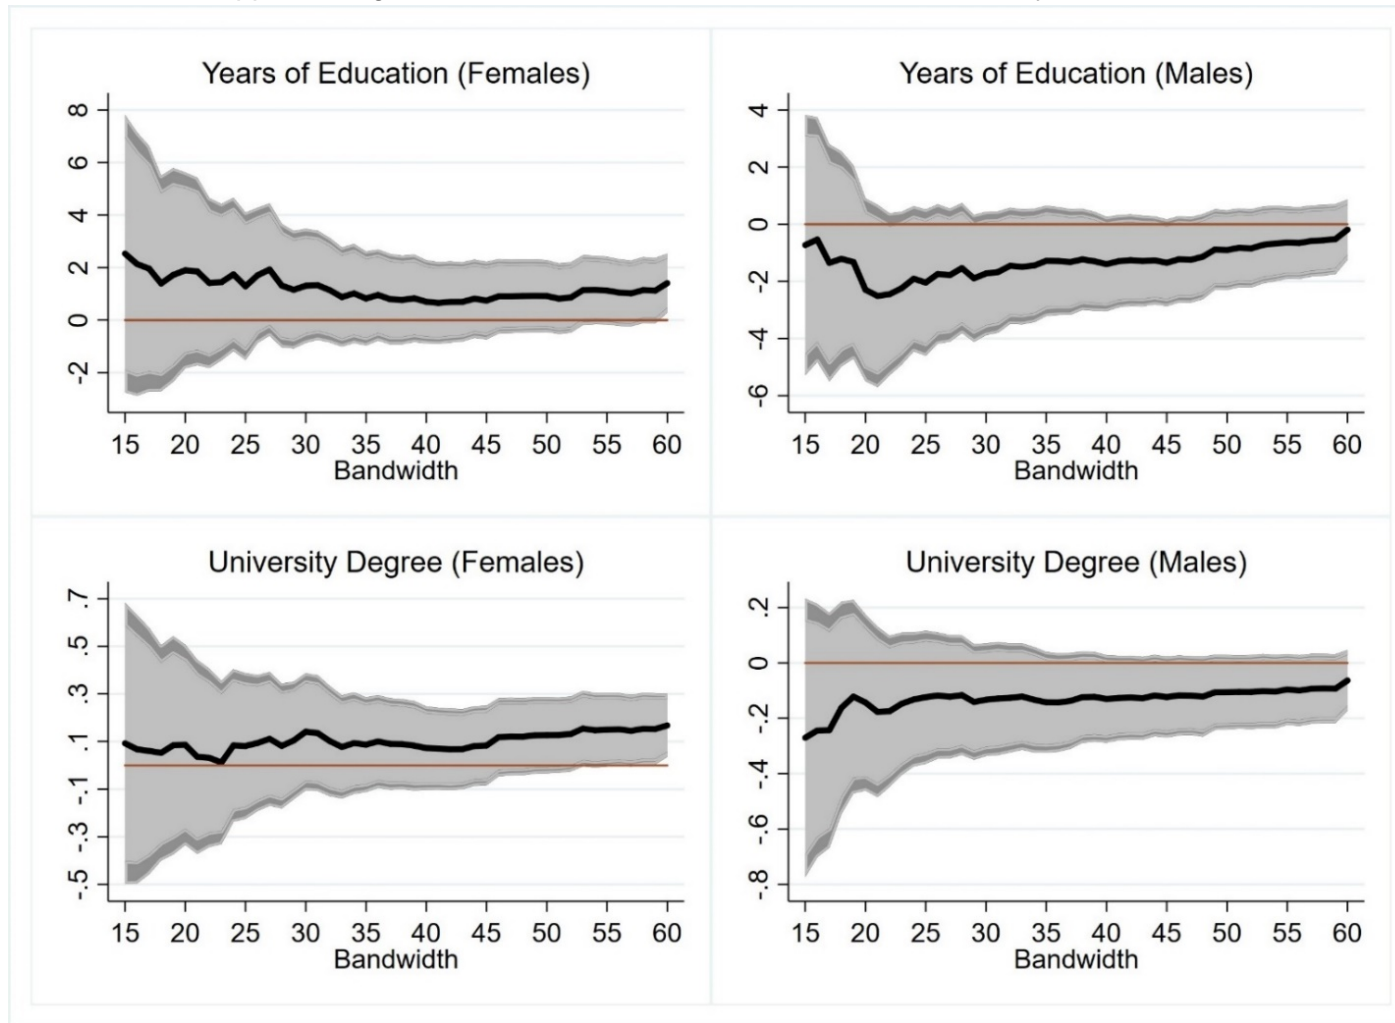 Years of Education (Females)
8
6
4
2
0
-2
15 20 25 30 35 40 45 50 55 60
Bandwidth
Years of Education (Males)
4
2
0
-2
-4
-6
15 20 25 30 35 40 45 50 55 60
Bandwidth
University Degree (Females)
.7
.5
.3
.1
-.1
-.3
-.5
15 20 25 30 35 40 45 50 55 60
Bandwidth
University Degree (Males)
.2
0
-.2
-.4
-.6
-.8
15 20 25 30 35 40 45 50 55 60
Bandwidth